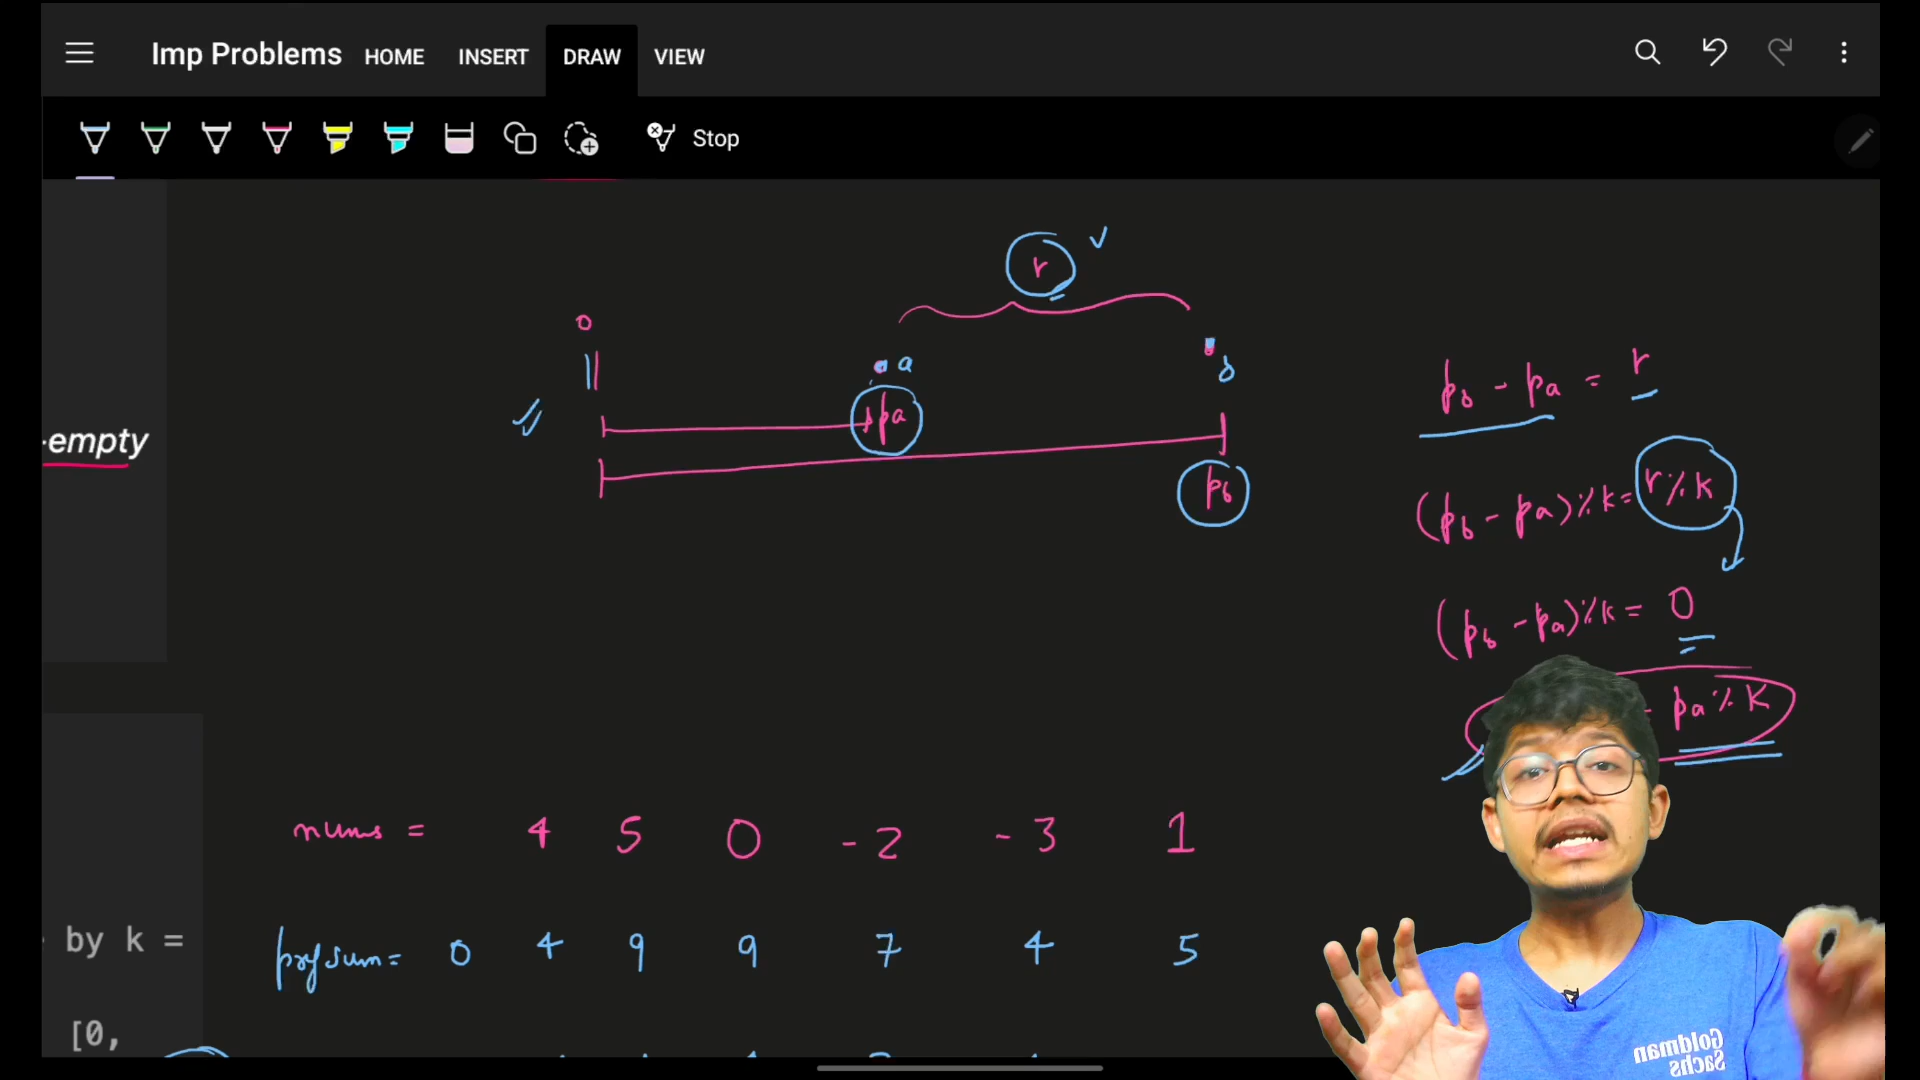 Imp Problems HOME INSERT DRAW VIEW
Stop
r
0
a
b
pa
pb
-empty
pb - pa = r
(pb - pa)%k = r%k
(pb - pa)%k = 0
pa%k
nums = 4 5 0 -2 -3 1
by k =
prfsum = 0 4 9 9 7 4 5
[0,
Goldman
Sachs